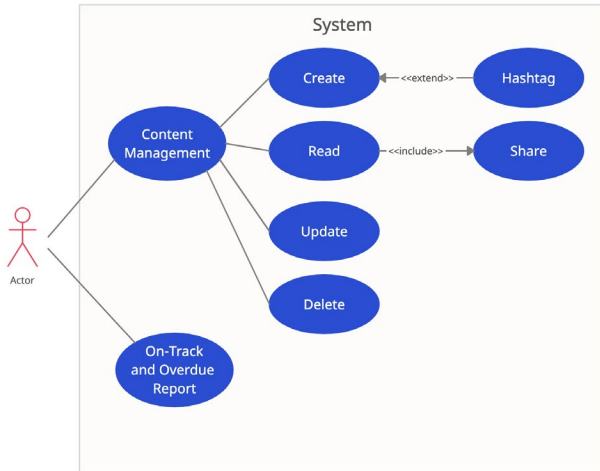 System
Create
<<extend>>
Hashtag
Content
Management
Read
<<include>>
Share
Update
Actor
Delete
On-Track
and Overdue
Report